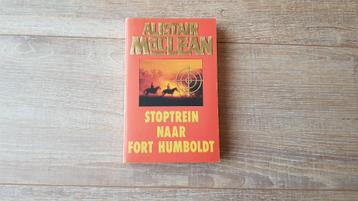 ALISTAIR
MACLEAN
STOPTREIN
NAAR
FORT HUMBOLDT